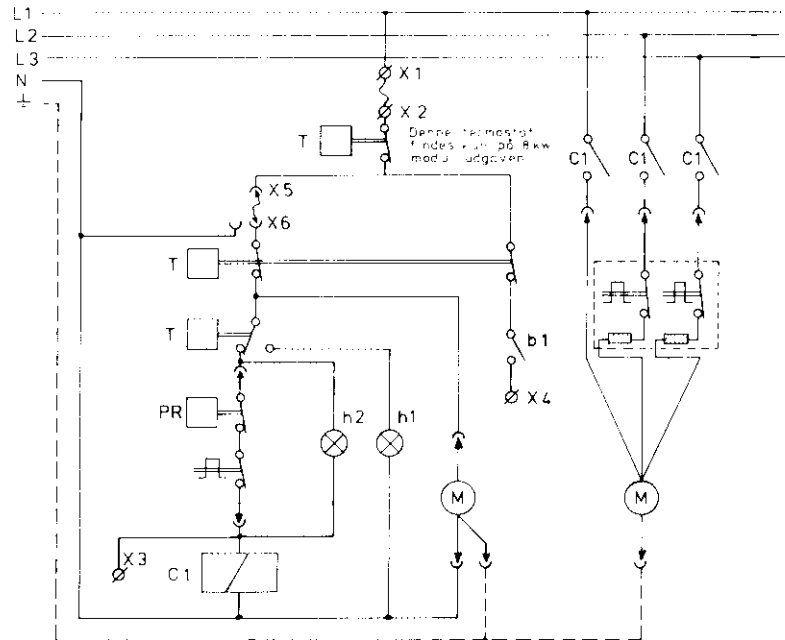 L1
L2
L3
N
X1
X2
T
Denne termostat
findes kun på 8kw
modul udgaven
C1 C1 C1
X5
X6
T
T
b1
X4
PR
h2 h1
M M
X3
C1